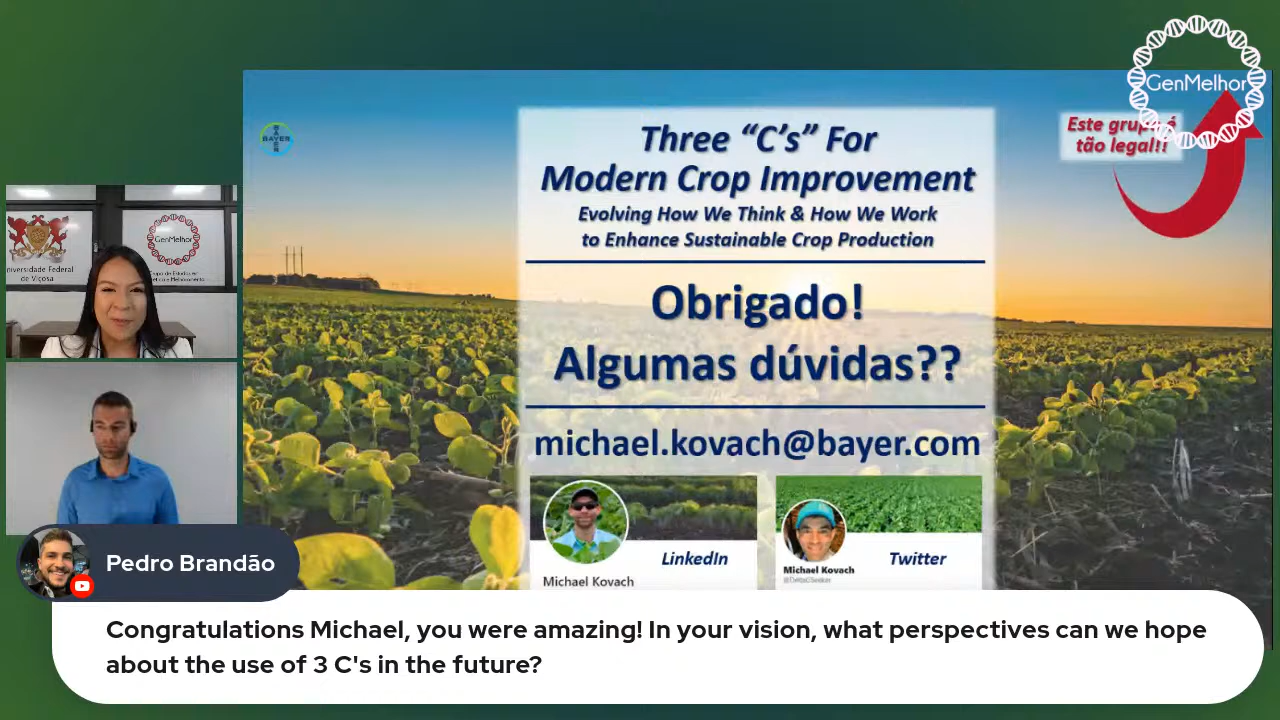 GenMelhor
Este grupo é
tão legal!!
BAYER
Three “C’s” For
Modern Crop Improvement
Evolving How We Think & How We Work
to Enhance Sustainable Crop Production
Obrigado!
Algumas dúvidas??
michael.kovach@bayer.com
LinkedIn
Michael Kovach
Twitter
Michael Kovach
GenMelhor
Universidade Federal
de Viçosa
Pedro Brandão
Congratulations Michael, you were amazing! In your vision, what perspectives can we hope
about the use of 3 C's in the future?